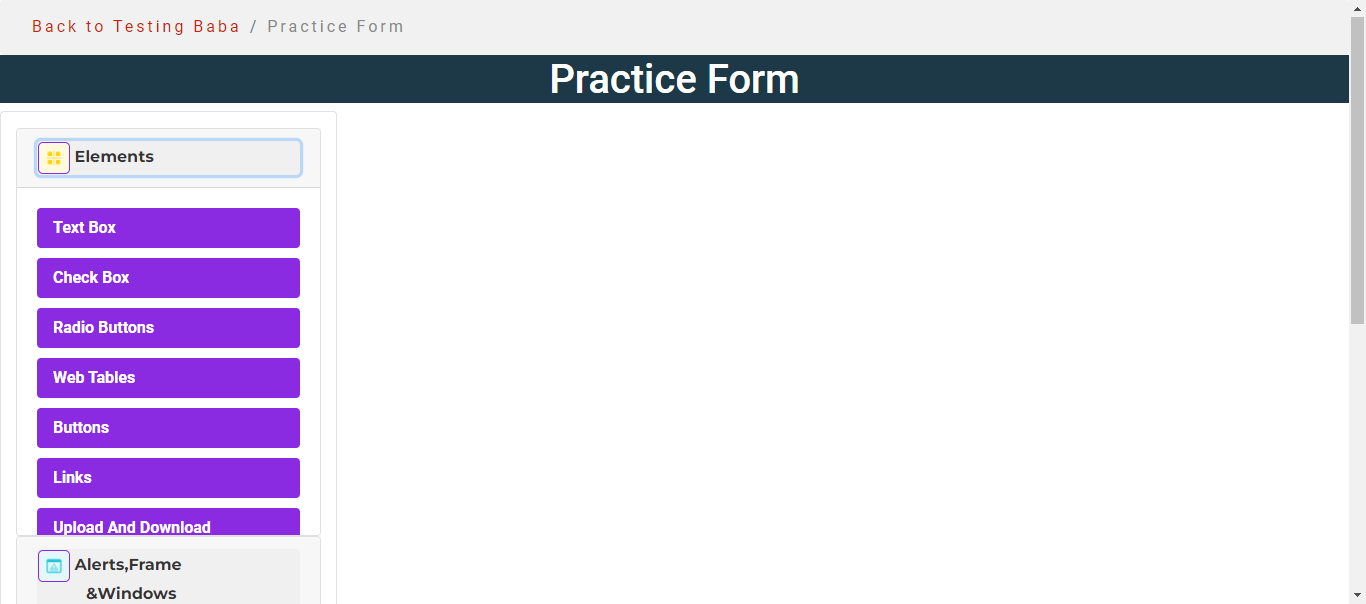 Back to Testing Baba / Practice Form
Practice Form
Elements
Text Box
Check Box
Radio Buttons
Web Tables
Buttons
Links
Upload And Download
Alerts,Frame
&Windows